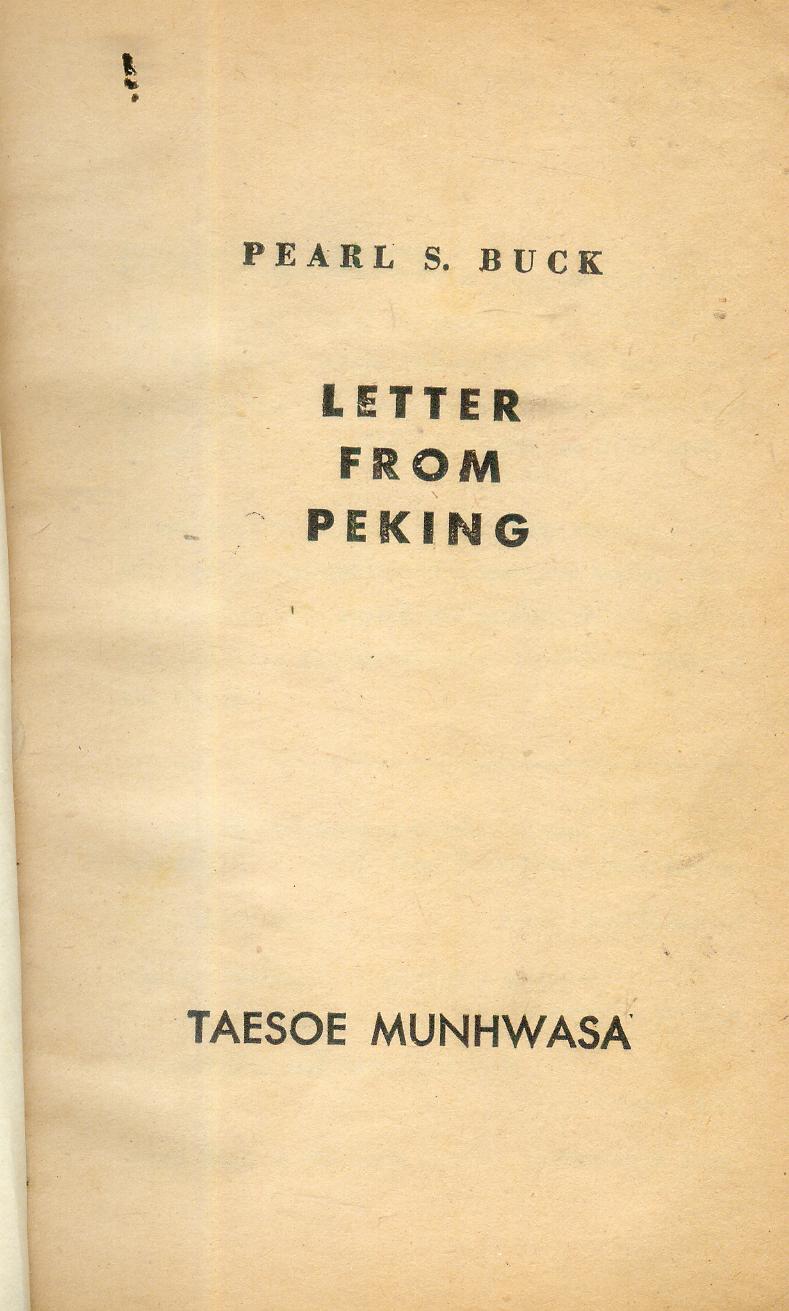 PEARL S. BUCK
LETTER
FROM
PEKING
TAESOE MUNHWASA